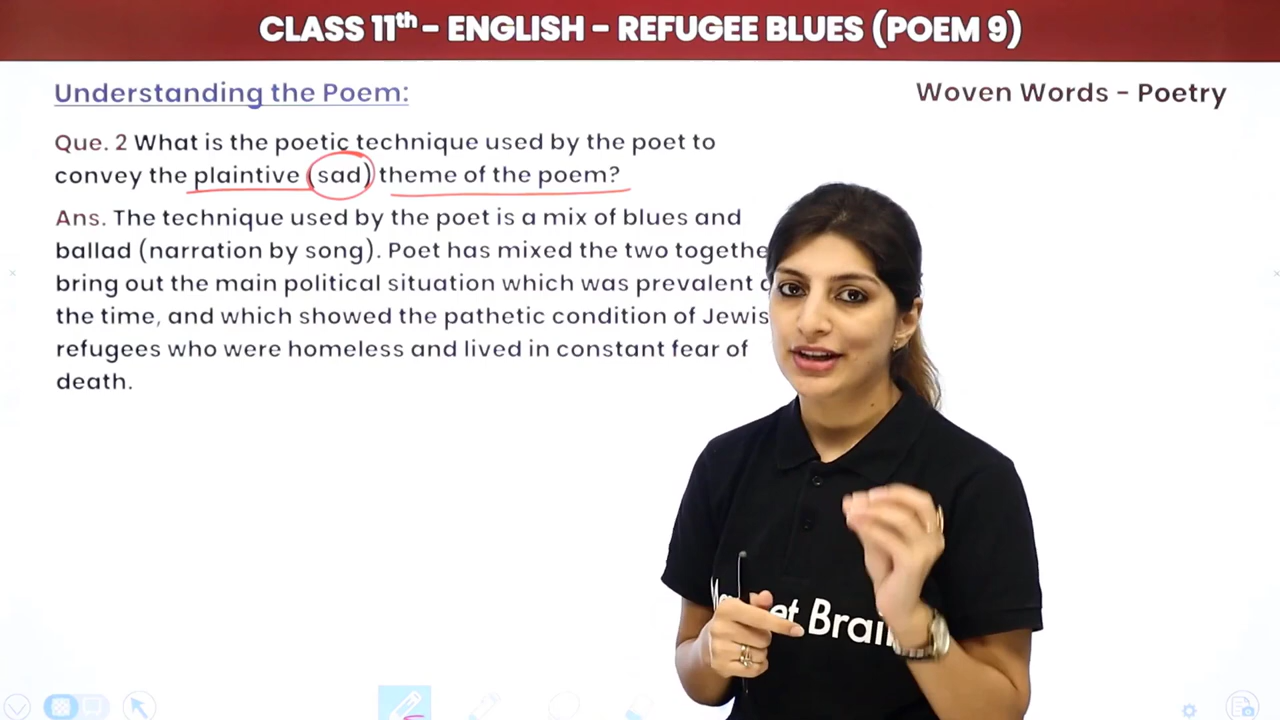 CLASS 11th – ENGLISH – REFUGEE BLUES (POEM 9)
Understanding the Poem:
Woven Words – Poetry
Que. 2 What is the poetic technique used by the poet to
convey the plaintive (sad) theme of the poem?
Ans. The technique used by the poet is a mix of blues and
ballad (narration by song). Poet has mixed the two
bring out the main political situation which was prevalent
the time, and which showed the pathetic condition of
refugees who were homeless and lived in constant fear of
death.